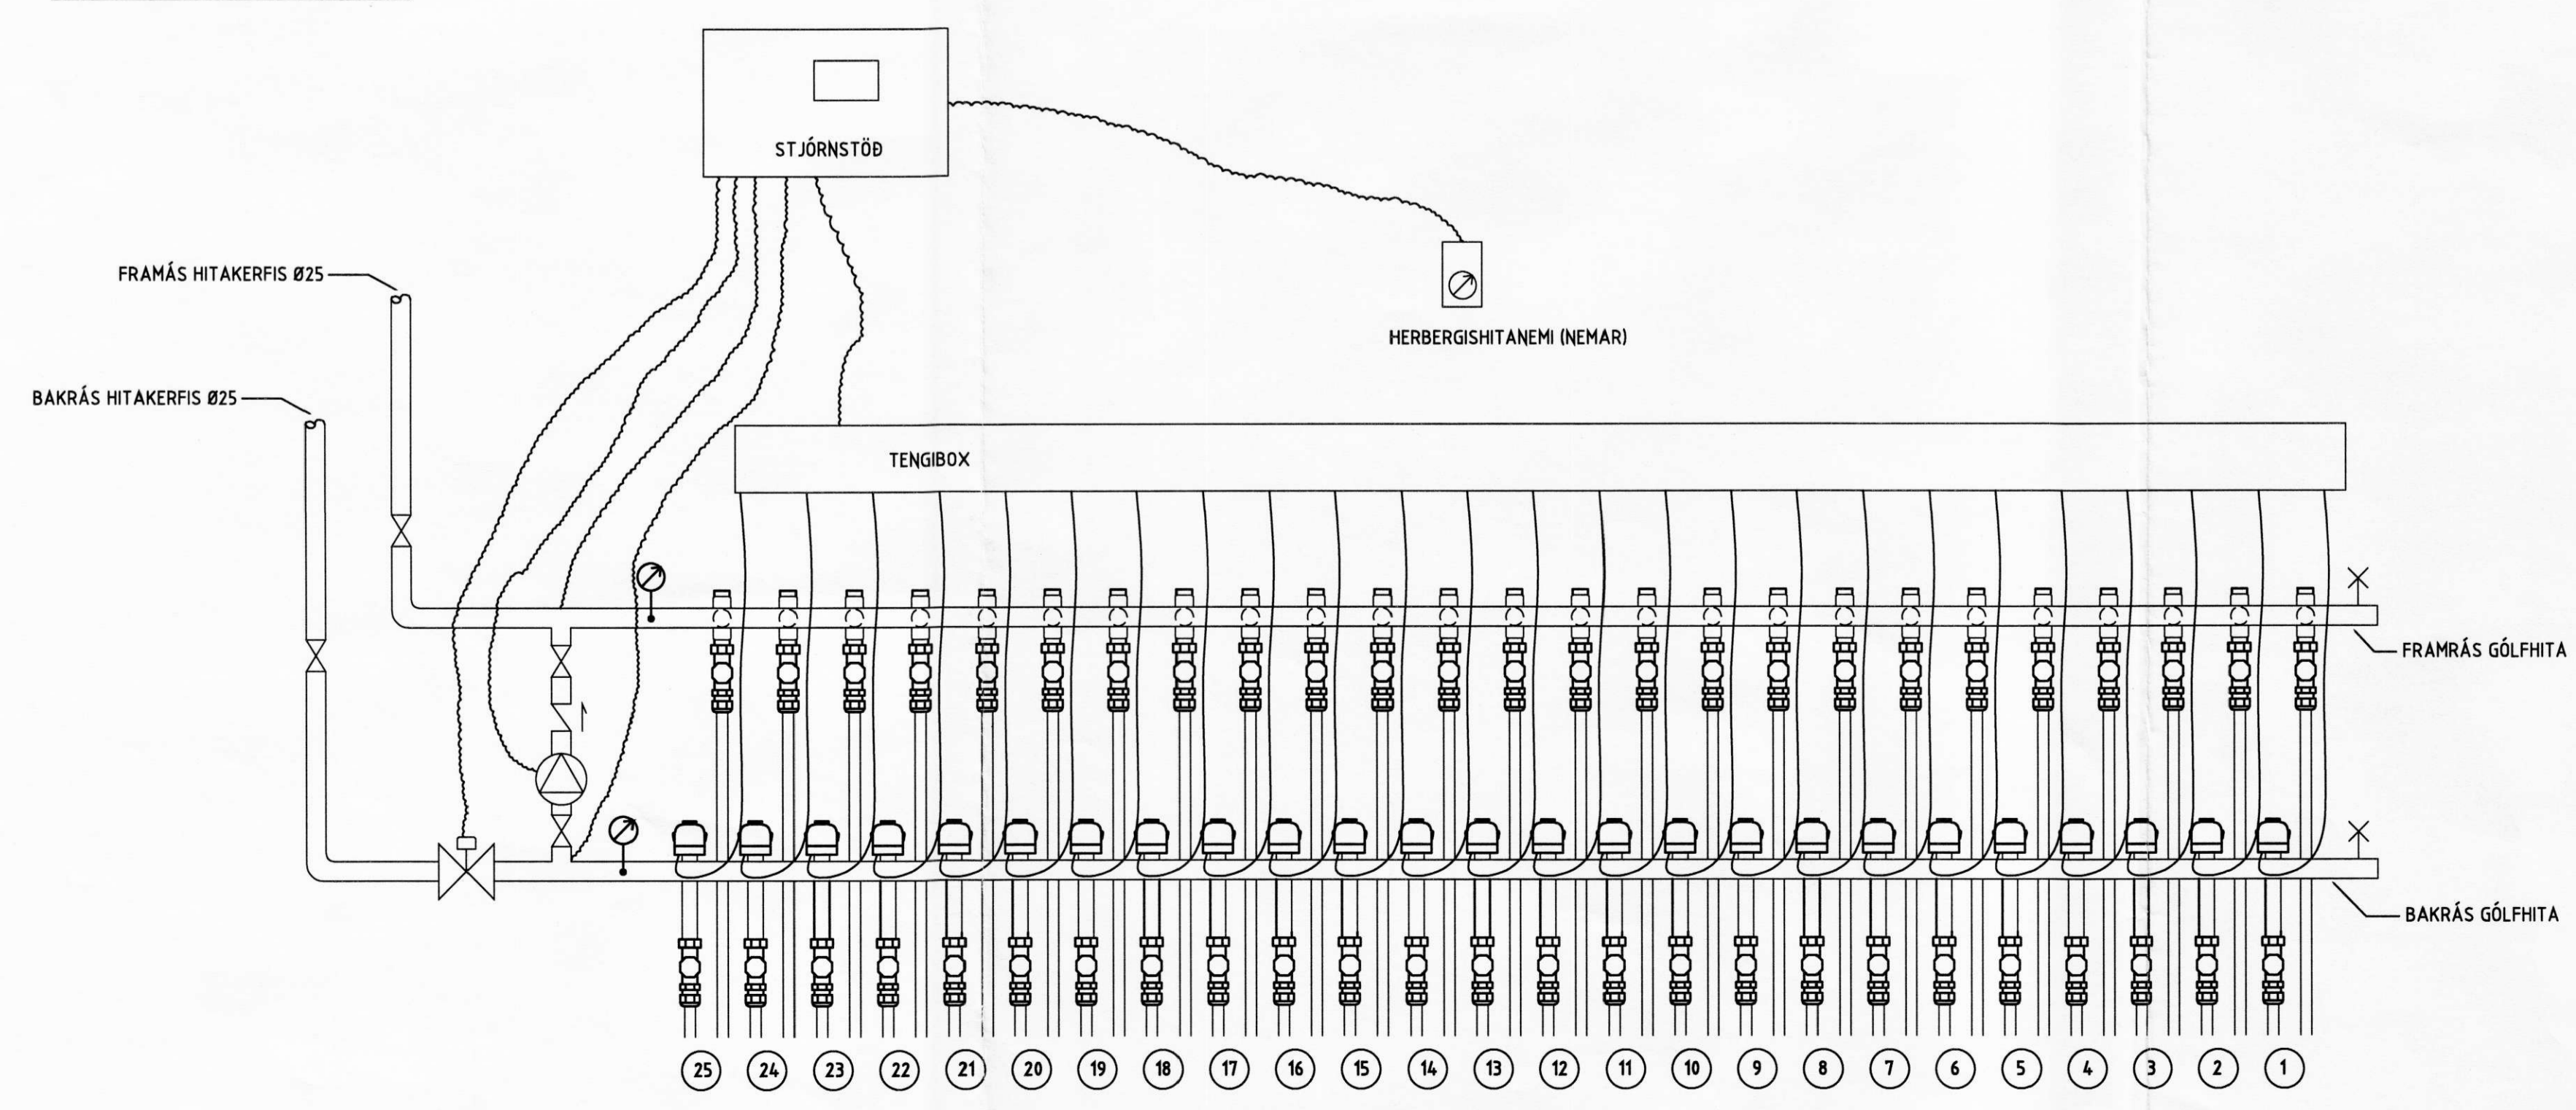 STJÓRNSTÖÐ
FRAMÁS HITAKERFIS Ø25
HERBERGISHITANEMI (NEMAR)
BAKRÁS HITAKERFIS Ø25
TENGIBOX
FRAMRÁS GÓLFHITA
BAKRÁS GÓLFHITA
25 24 23 22 21 20 19 18 17 16 15 14 13 12 11 10 9 8 7 6 5 4 3 2 1